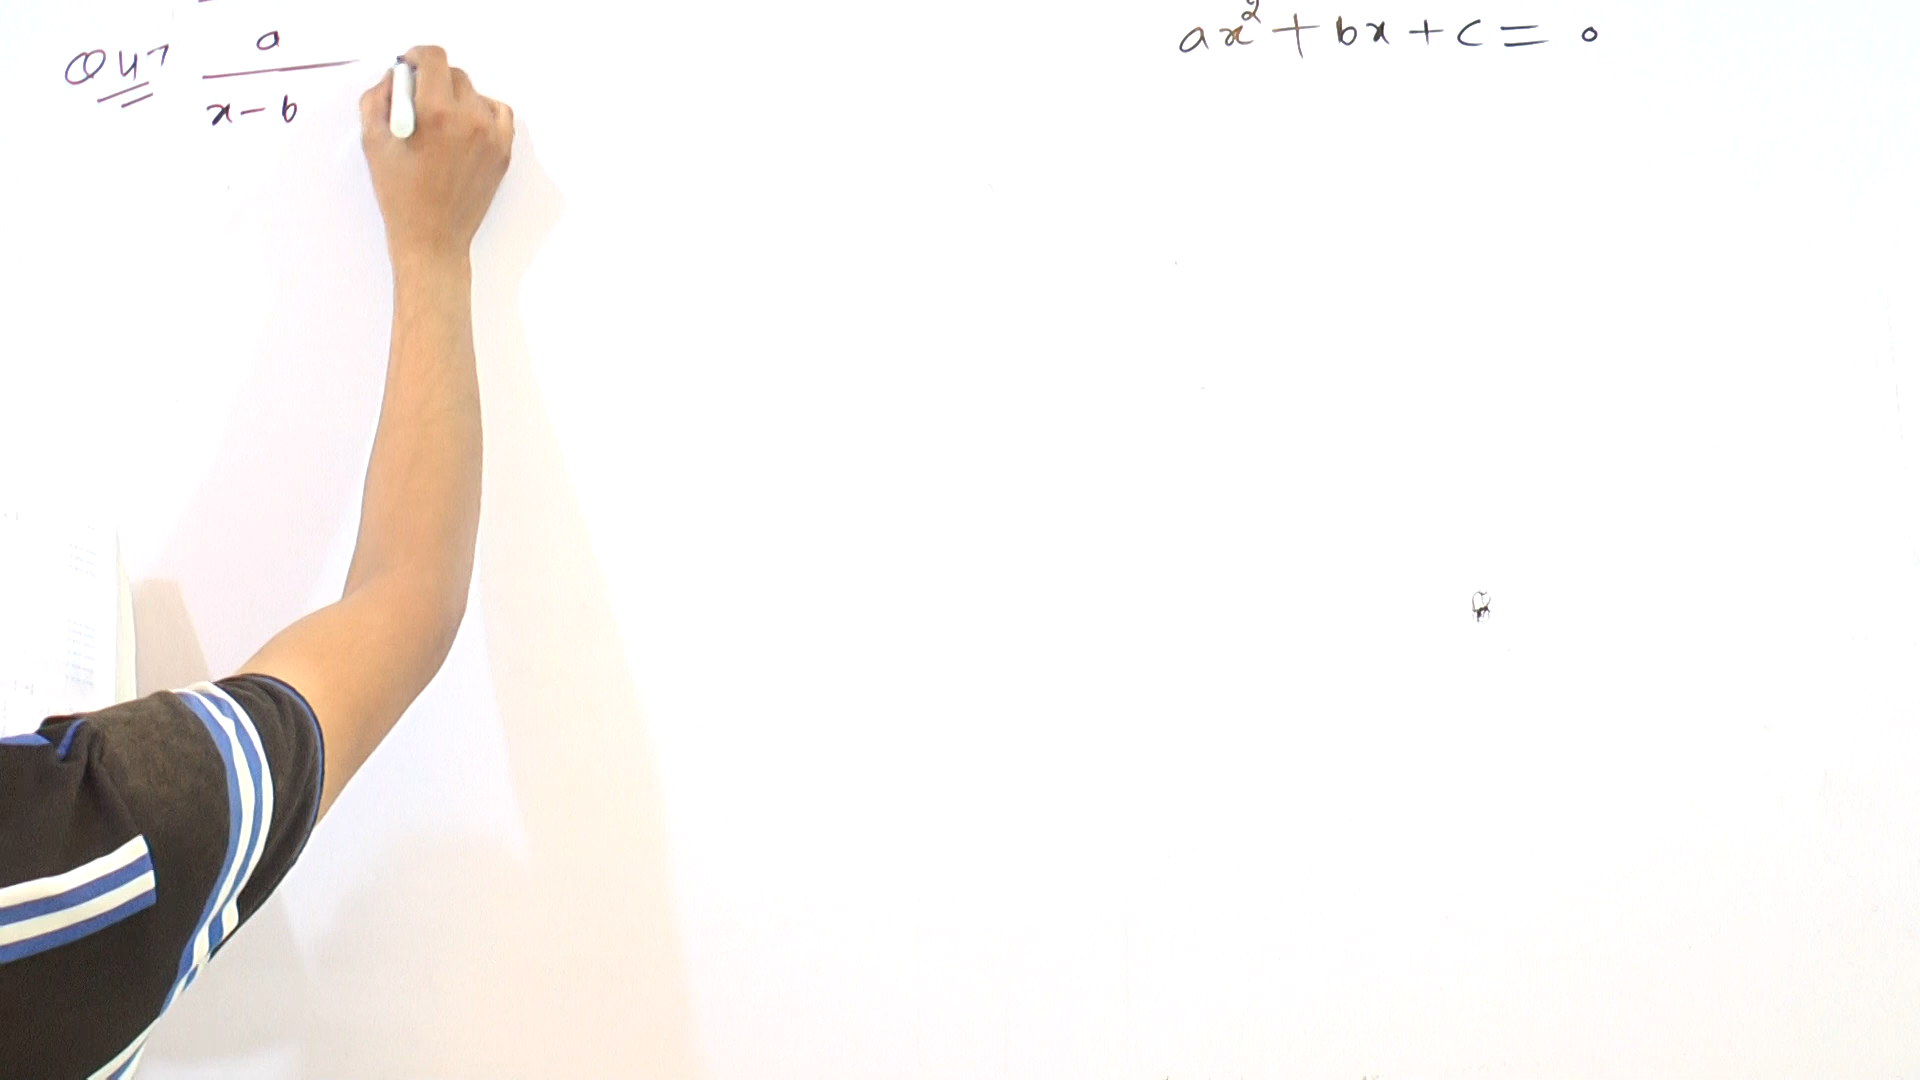 Q47 a
x - b
ax² + bx + c = 0